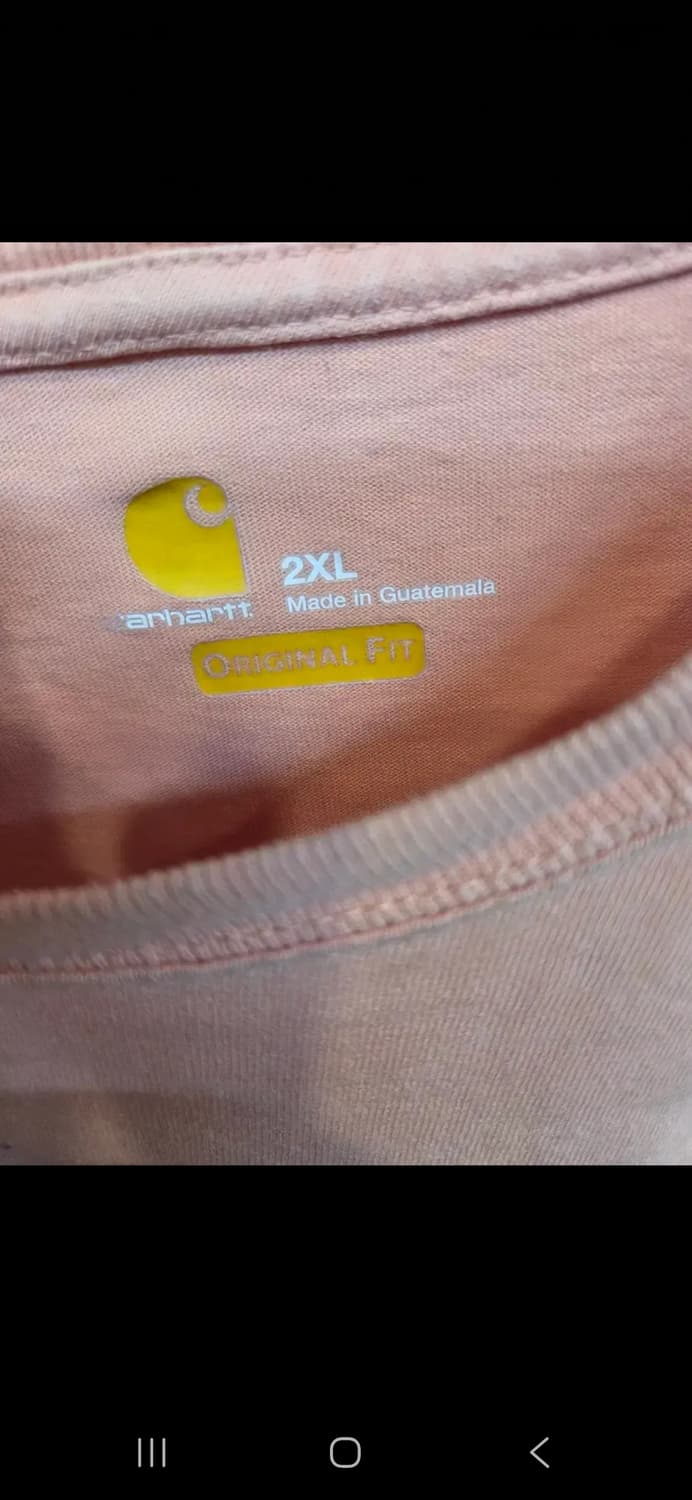 2XL
carhartt
Made in Guatemala
ORIGINAL FIT